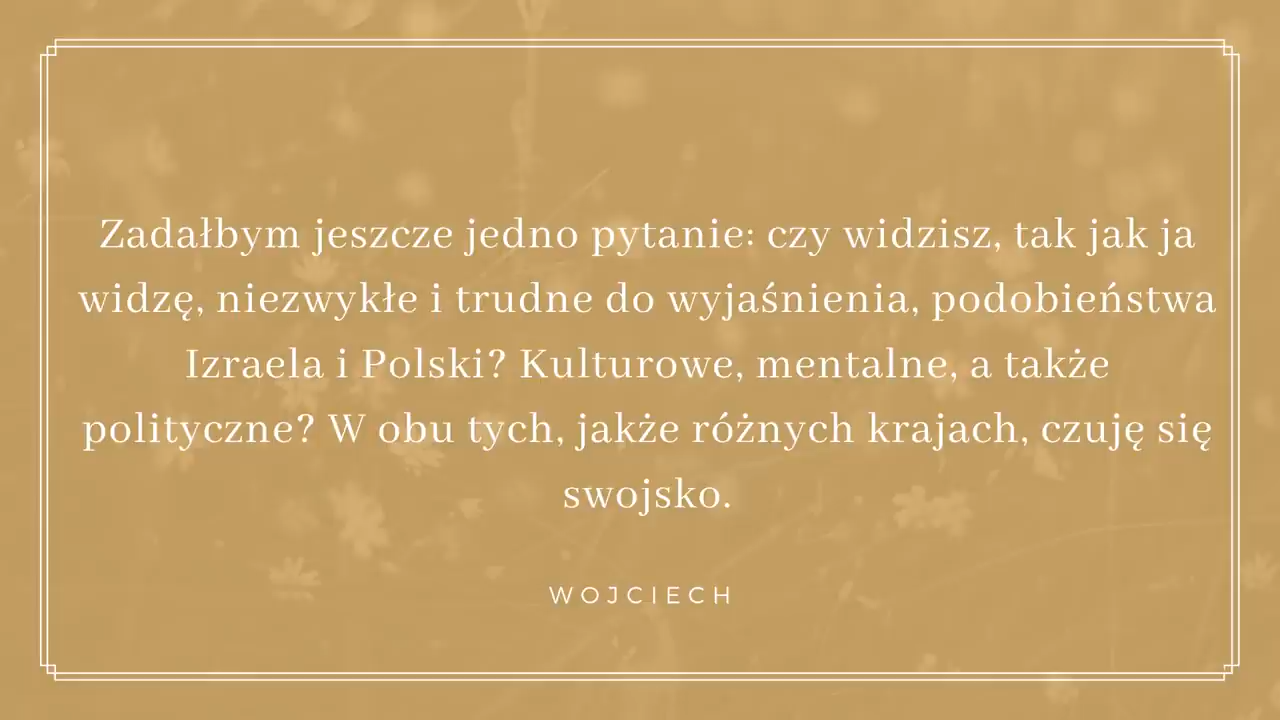 Zadałbym jeszcze jedno pytanie: czy widzisz, tak jak ja
widzę, niezwykłe i trudne do wyjaśnienia, podobieństwa
Izraela i Polski? Kulturowe, mentalne, a także
polityczne? W obu tych, jakże różnych krajach, czuję się
swojsko.
WOJCIECH